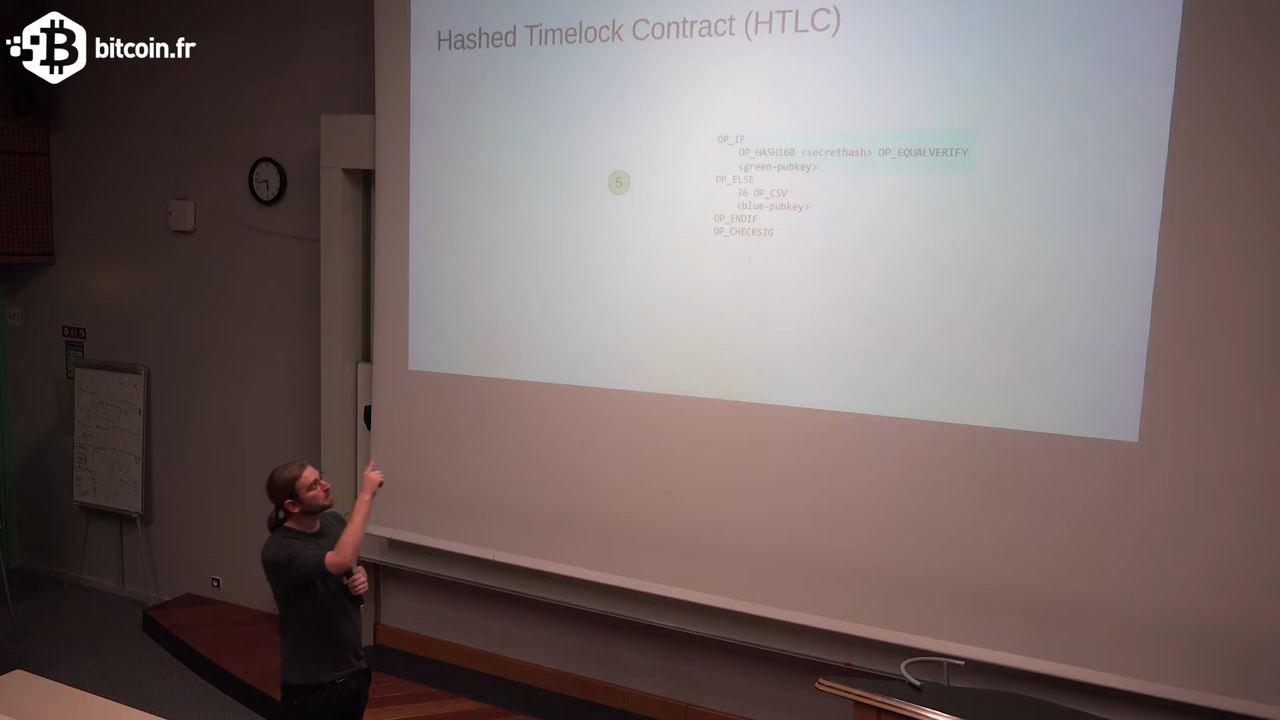 bitcoin.fr
Hashed Timelock Contract (HTLC)
OP_IF
OP_HASH160 <secrethash> OP_EQUALVERIFY
<green-pubkey>
OP_ELSE
36 OP_CSV
<blue-pubkey>
OP_ENDIF
OP_CHECKSIG
5